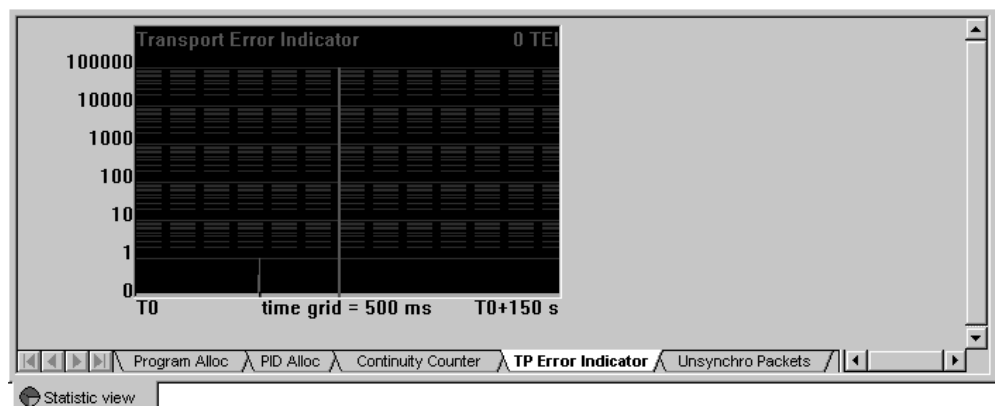 Transport Error Indicator 0 TEI
100000
10000
1000
100
10
1
0
T0 time grid = 500 ms T0+150 s
Program Alloc PID Alloc Continuity Counter TP Error Indicator Unsynchro Packets
Statistic view